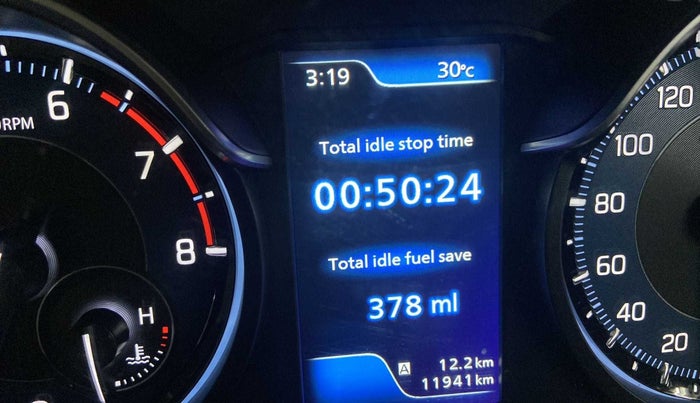 3:19 30°C
Total idle stop time
00:50:24
Total idle fuel save
378 ml
A 12.2 km
11941 km
RPM
6
7
8
H
120
100
80
60
40
20